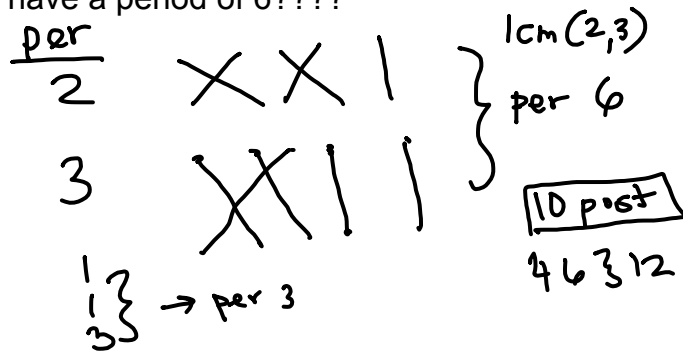 have a period of 6????
per
2
lcm(2,3)
per 6
3
10 post
4 6 } 12
1
1
3
} → per 3